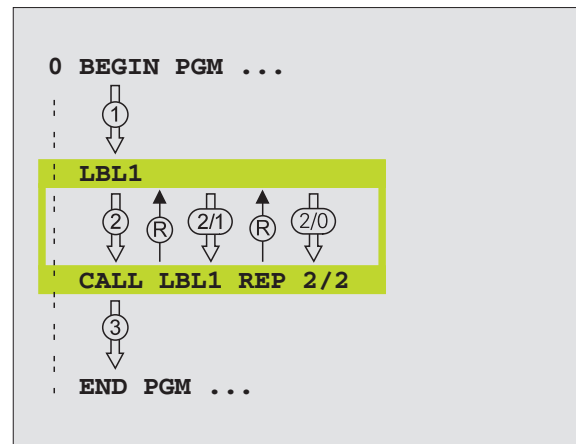 0 BEGIN PGM ...
1
LBL1
2 R 2/1 R 2/0
CALL LBL1 REP 2/2
3
END PGM ...